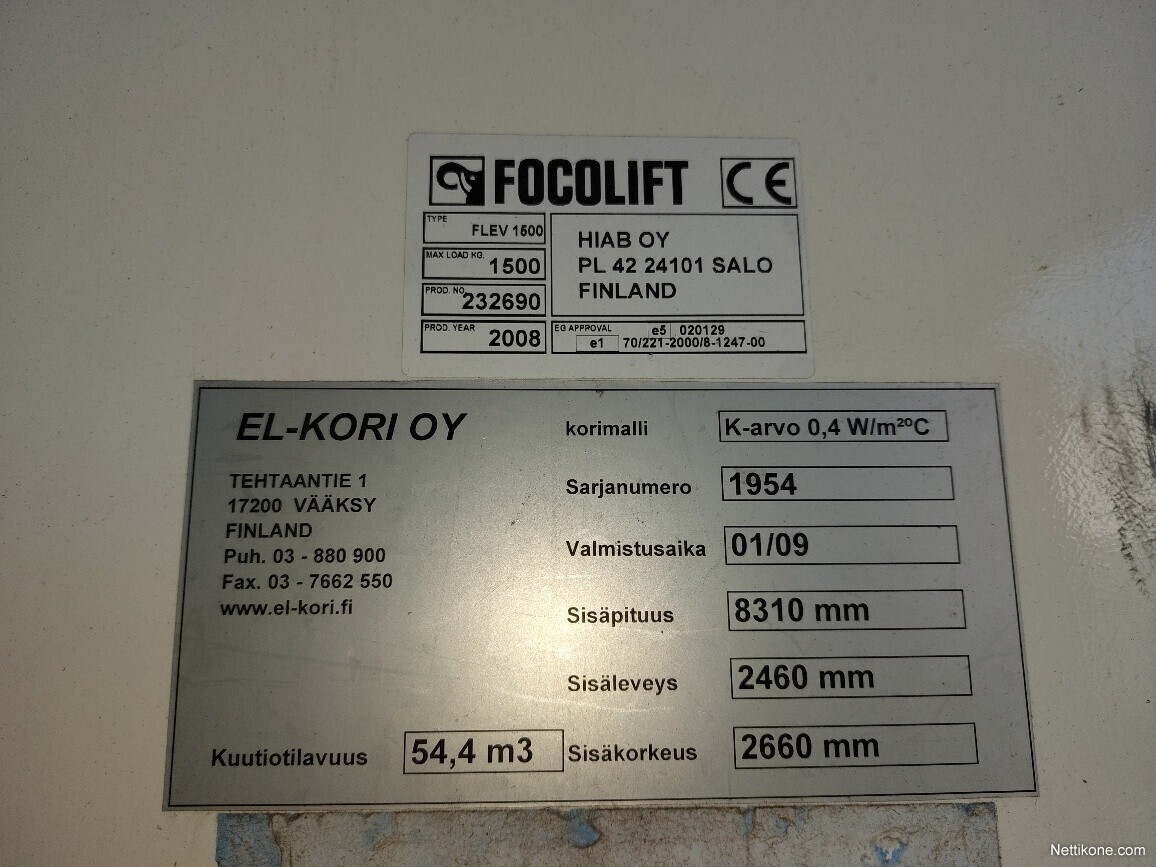 FOCOLIFT CE
TYPE FLEV 1500
MAX LOAD KG. 1500
PROD. NO. 232690
PROD. YEAR 2008
HIAB OY
PL 42 24101 SALO
FINLAND
EG APPROVAL e5 020129
e1 70/221-2000/8-1247-00
EL-KORI OY
TEHTAANTIE 1
17200 VÄÄKSY
FINLAND
Puh. 03 - 880 900
Fax. 03 - 7662 550
www.el-kori.fi
korimalli K-arvo 0,4 W/m²ºC
Sarjanumero 1954
Valmistusaika 01/09
Sisäpituus 8310 mm
Sisäleveys 2460 mm
Kuutiotilavuus 54,4 m3 Sisäkorkeus 2660 mm
Nettikone.com